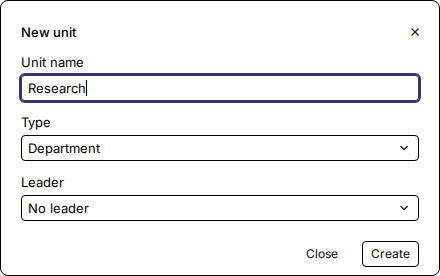 New unit
Unit name
Research
Type
Department
Leader
No leader
Close
Create